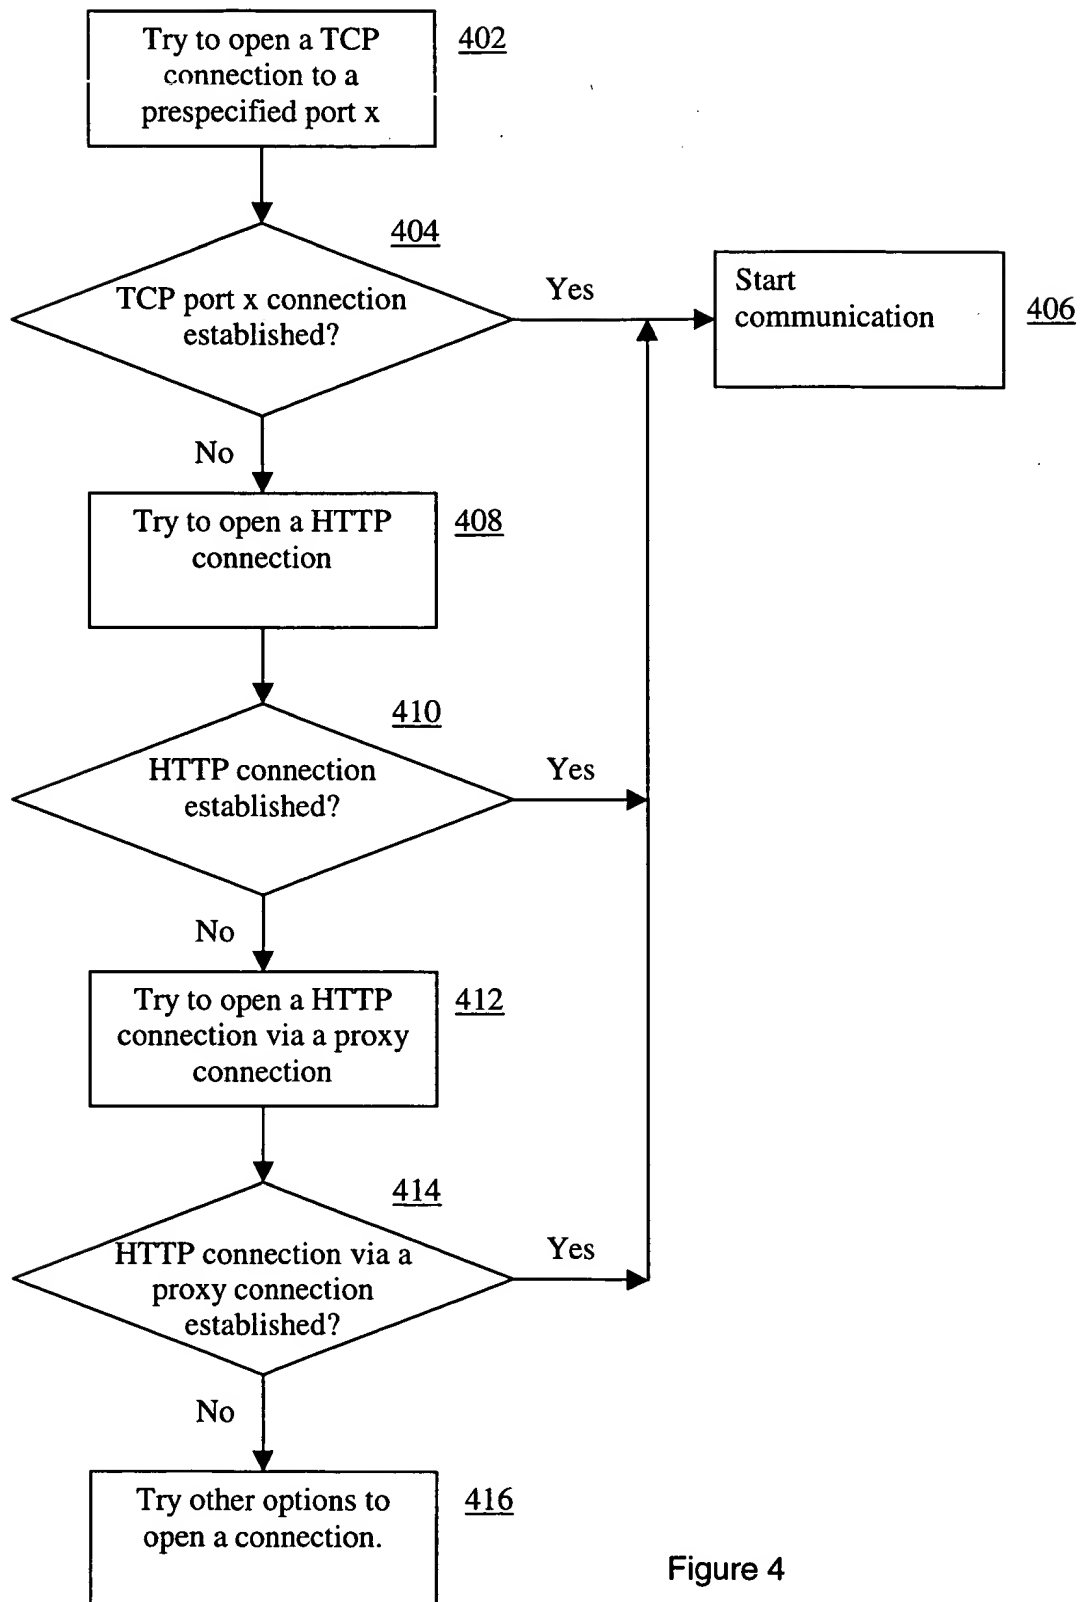 Try to open a TCP
connection to a
prespecified port x
402
404
TCP port x connection
established?
Yes
Start
communication
406
No
Try to open a HTTP
connection
408
410
HTTP connection
established?
Yes
No
Try to open a HTTP
connection via a proxy
connection
412
414
HTTP connection via a
proxy connection
established?
Yes
No
Try other options to
open a connection.
416
Figure 4